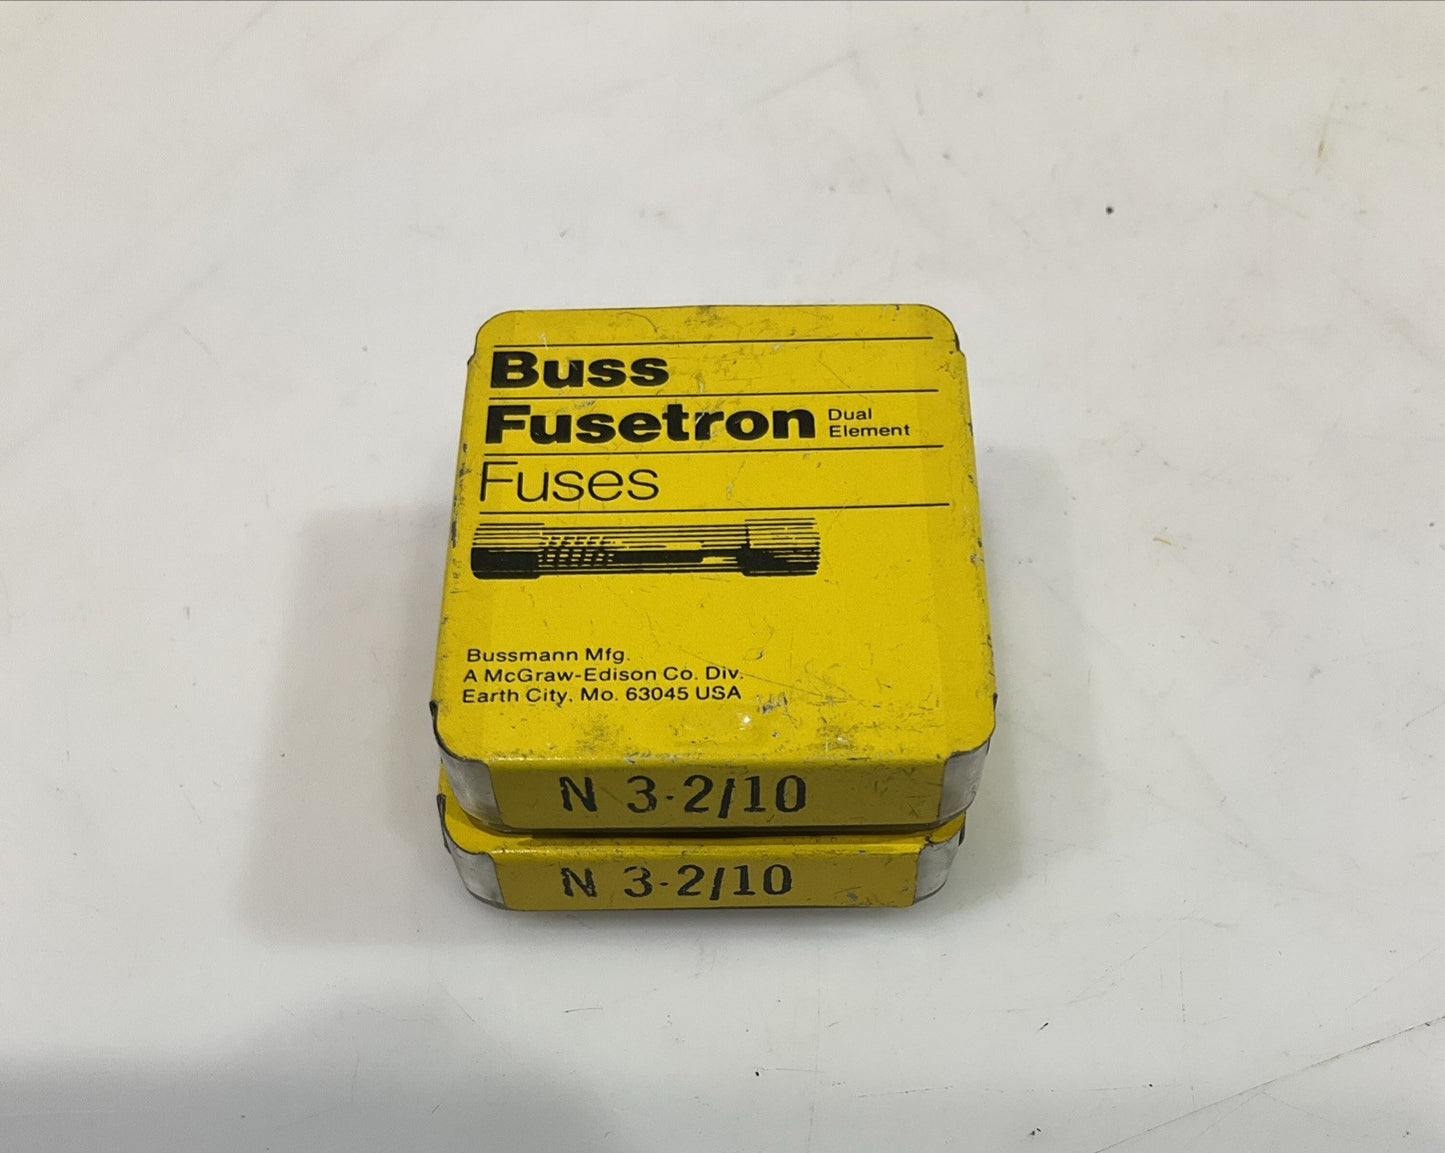 Buss
Fusetron Dual Element
Fuses
Bussmann Mfg.
A McGraw-Edison Co. Div.
Earth City, Mo. 63045 USA
N 3-2/10
N 3-2/10